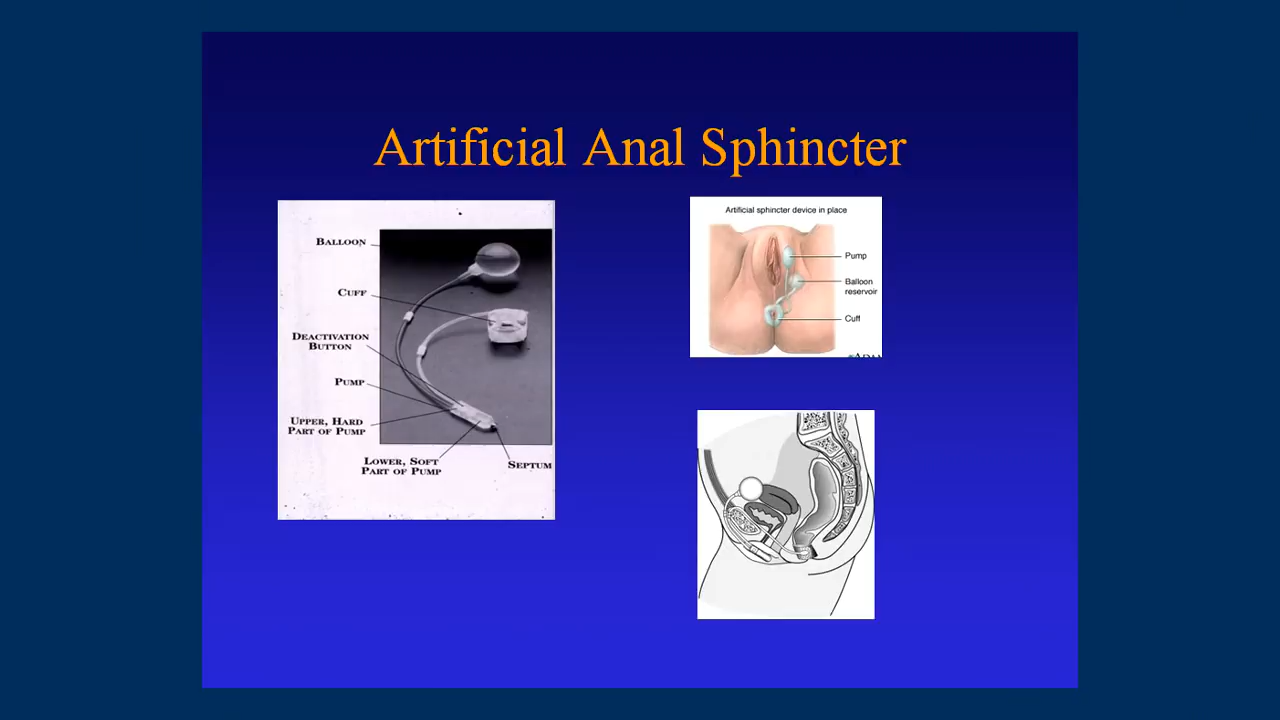 Artificial Anal Sphincter
BALLOON
CUFF
DEACTIVATION
BUTTON
PUMP
UPPER, HARD
PART OF PUMP
LOWER, SOFT
PART OF PUMP
SEPTUM
Artificial sphincter device in place
Pump
Balloon
reservoir
Cuff